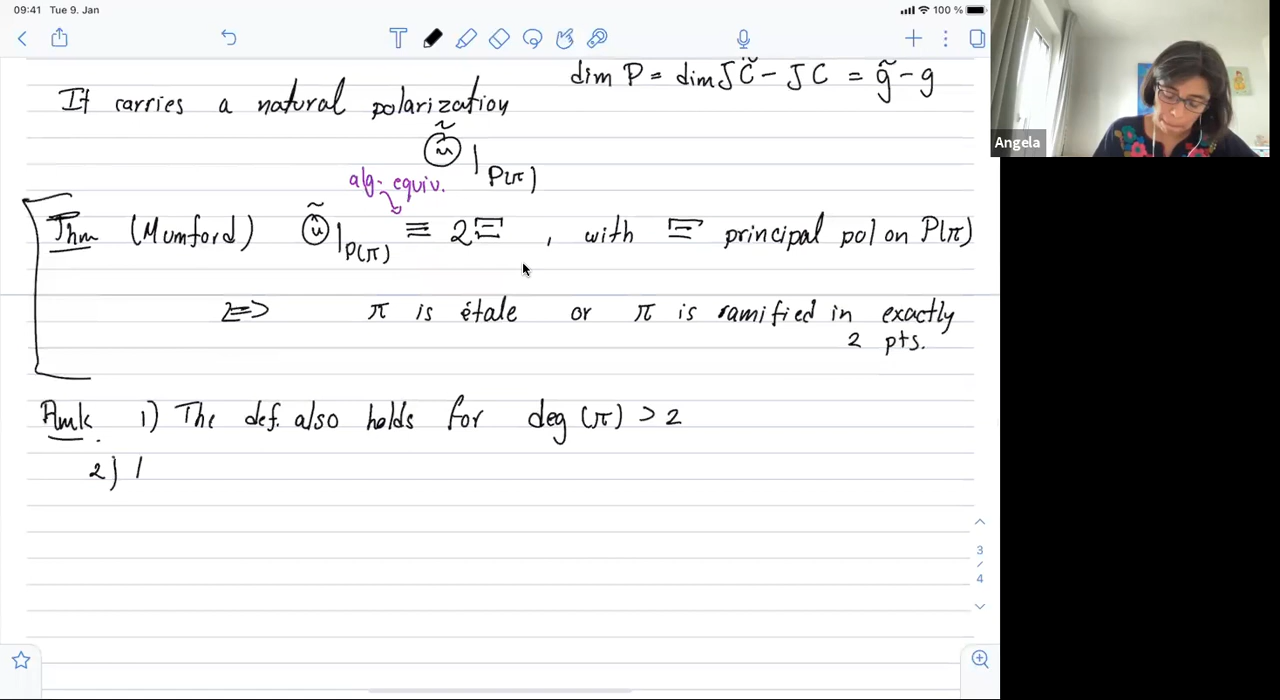 09:41 Tue 9. Jan
100 %
dim P = dim J C̃ - J C = g̃ - g
It carries a natural polarization
Θ̃ |P(π)
alg. equiv.
Thm (Mumford) Θ̃ |P(π) ≡ 2Ξ , with Ξ principal pol on P(π)
<=> π is étale or π is ramified in exactly
2 pts.
Rmk. 1) The def. also holds for deg (π) > 2
2)
3
/
4
Angela